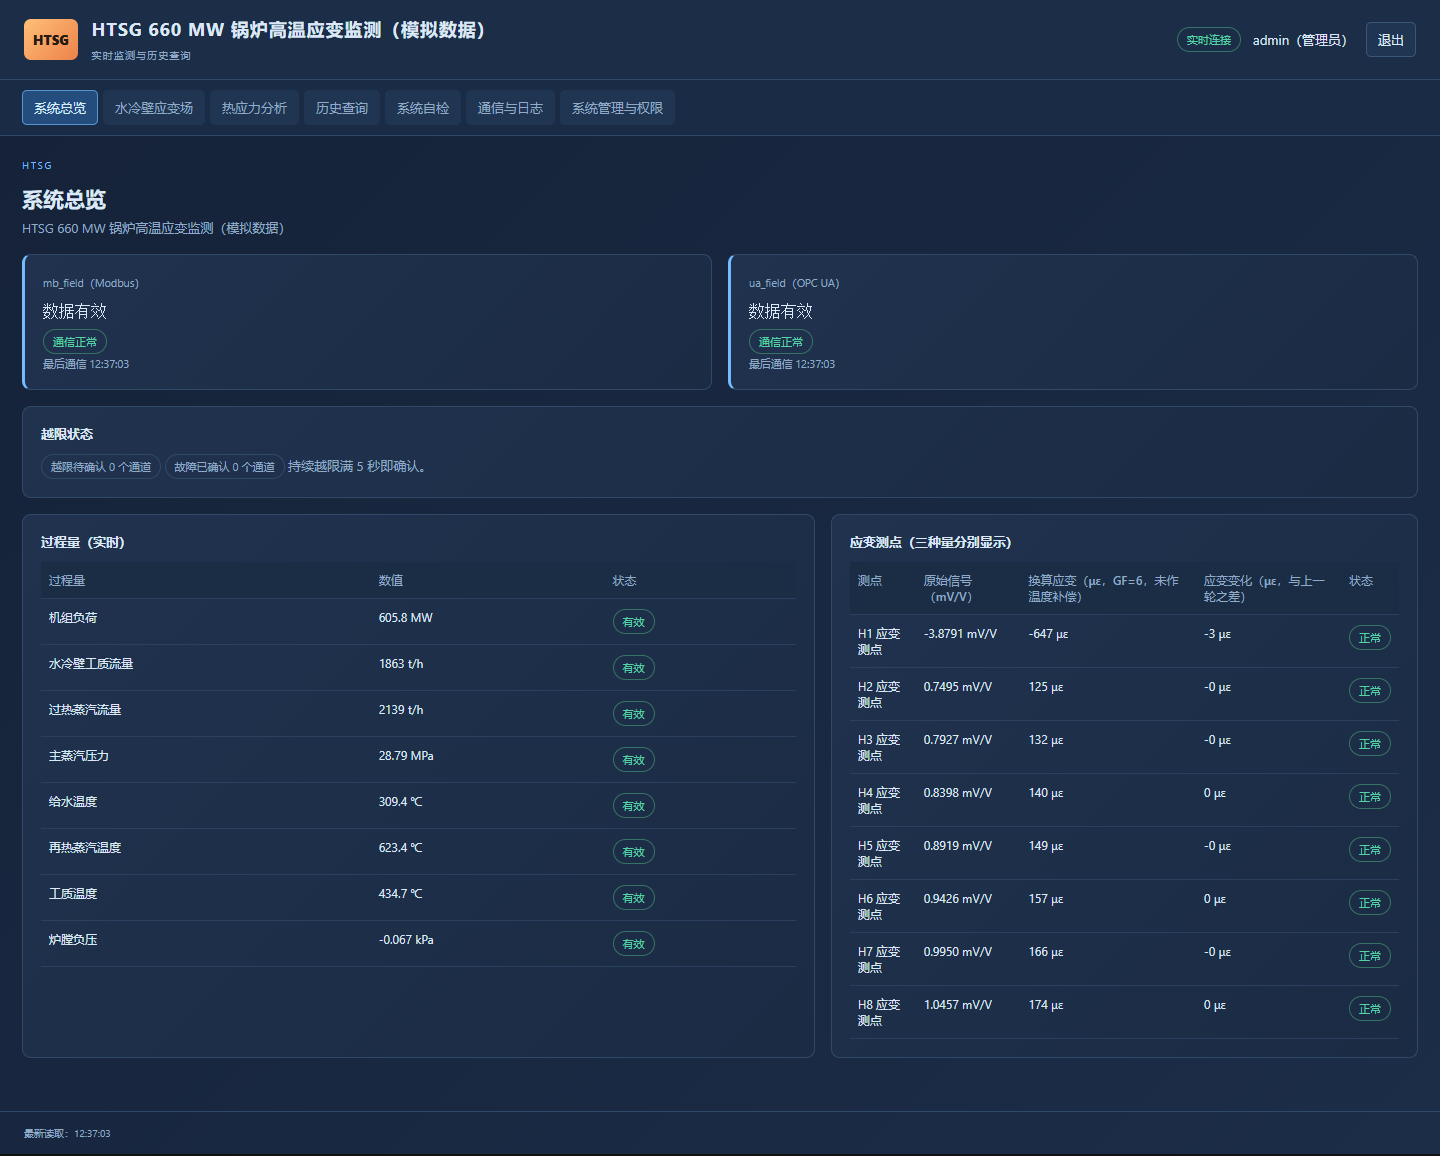 HTSG
HTSG 660 MW 锅炉高温应变监测（模拟数据）
实时监测与历史查询
实时连接
admin（管理员）
退出
系统总览
水冷壁应变场
热应力分析
历史查询
系统自检
通信与日志
系统管理与权限
HTSG
系统总览
HTSG 660 MW 锅炉高温应变监测（模拟数据）
mb_field（Modbus）
数据有效
通信正常
最后通信 12:37:03
ua_field（OPC UA）
数据有效
通信正常
最后通信 12:37:03
越限状态
越限待确认 0 个通道 故障已确认 0 个通道 持续越限满 5 秒即确认。
过程量（实时）
过程量 数值 状态
机组负荷 605.8 MW 有效
水冷壁工质流量 1863 t/h 有效
过热蒸汽流量 2139 t/h 有效
主蒸汽压力 28.79 MPa 有效
给水温度 309.4 ℃ 有效
再热蒸汽温度 623.4 ℃ 有效
工质温度 434.7 ℃ 有效
炉膛负压 -0.067 kPa 有效
应变测点（三种量分别显示）
测点 原始信号（mV/V） 换算应变（με，GF=6，未作温度补偿） 应变变化（με，与上一轮之差） 状态
H1 应变测点 -3.8791 mV/V -647 με -3 με 正常
H2 应变测点 0.7495 mV/V 125 με -0 με 正常
H3 应变测点 0.7927 mV/V 132 με -0 με 正常
H4 应变测点 0.8398 mV/V 140 με 0 με 正常
H5 应变测点 0.8919 mV/V 149 με -0 με 正常
H6 应变测点 0.9426 mV/V 157 με 0 με 正常
H7 应变测点 0.9950 mV/V 166 με -0 με 正常
H8 应变测点 1.0457 mV/V 174 με 0 με 正常
最新读取：12:37:03